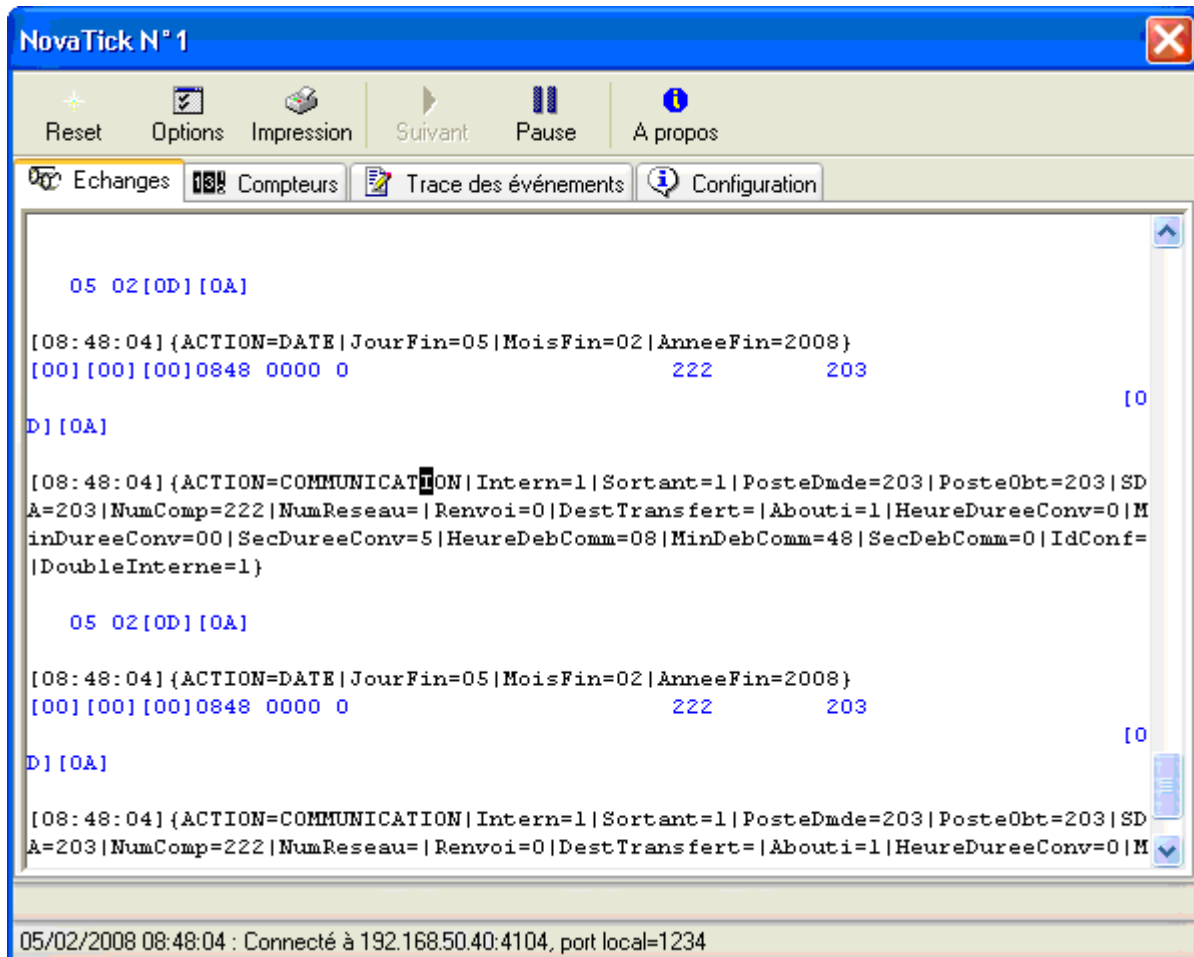 NovaTick N°1
Reset Options Impression Suivant Pause A propos
Echanges Compteurs Trace des événements Configuration
05 02[0D][0A]
[08:48:04]{ACTION=DATE|JourFin=05|MoisFin=02|AnneeFin=2008}
[00][00][00]0848 0000 0 222 203
[0
D][0A]
[08:48:04]{ACTION=COMMUNICATION|Intern=1|Sortant=1|PosteDmde=203|PosteObt=203|SD
A=203|NumComp=222|NumReseau=|Renvoi=0|DestTransfert=|Abouti=1|HeureDureeConv=0|M
inDureeConv=00|SecDureeConv=5|HeureDebComm=08|MinDebComm=48|SecDebComm=0|IdConf=
|DoubleInterne=1}
05 02[0D][0A]
[08:48:04]{ACTION=DATE|JourFin=05|MoisFin=02|AnneeFin=2008}
[00][00][00]0848 0000 0 222 203
[0
D][0A]
[08:48:04]{ACTION=COMMUNICATION|Intern=1|Sortant=1|PosteDmde=203|PosteObt=203|SD
A=203|NumComp=222|NumReseau=|Renvoi=0|DestTransfert=|Abouti=1|HeureDureeConv=0|M
05/02/2008 08:48:04 : Connecté à 192.168.50.40:4104, port local=1234